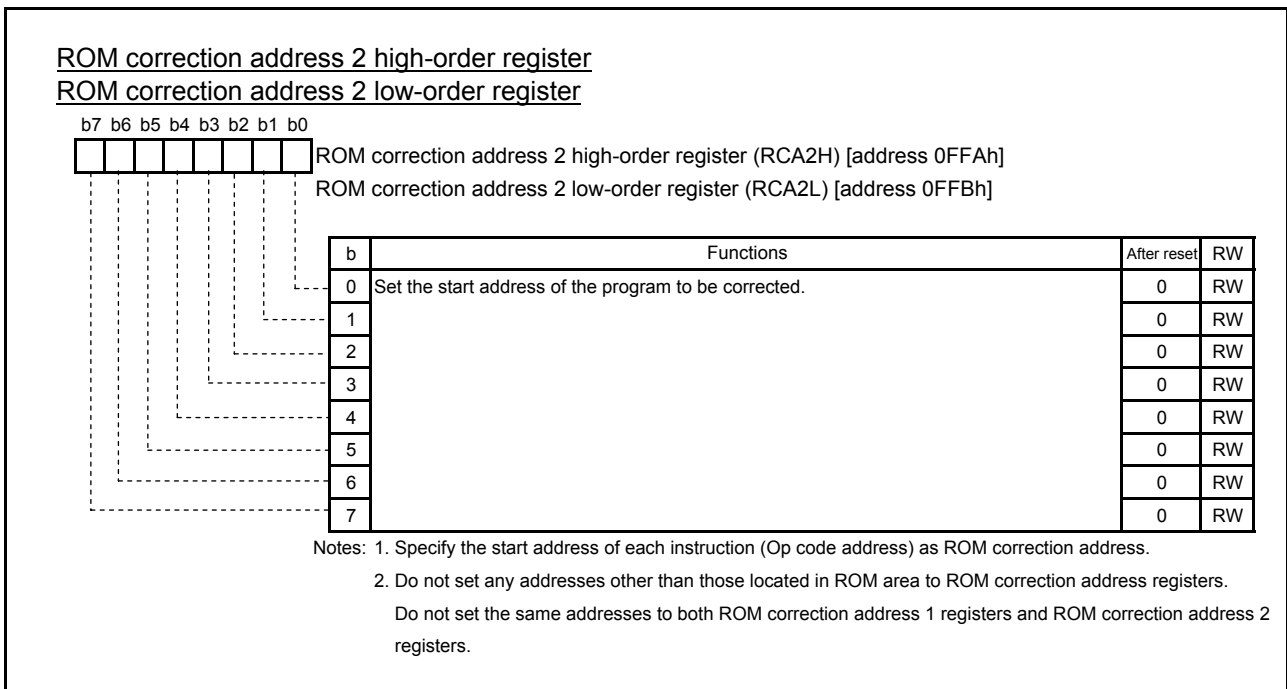 ROM correction address 2 high-order register
ROM correction address 2 low-order register
b7 b6 b5 b4 b3 b2 b1 b0
ROM correction address 2 high-order register (RCA2H) [address 0FFAh]
ROM correction address 2 low-order register (RCA2L) [address 0FFBh]
b Functions After reset RW
0 Set the start address of the program to be corrected. 0 RW
1 0 RW
2 0 RW
3 0 RW
4 0 RW
5 0 RW
6 0 RW
7 0 RW
Notes: 1. Specify the start address of each instruction (Op code address) as ROM correction address.
2. Do not set any addresses other than those located in ROM area to ROM correction address registers.
Do not set the same addresses to both ROM correction address 1 registers and ROM correction address 2
registers.